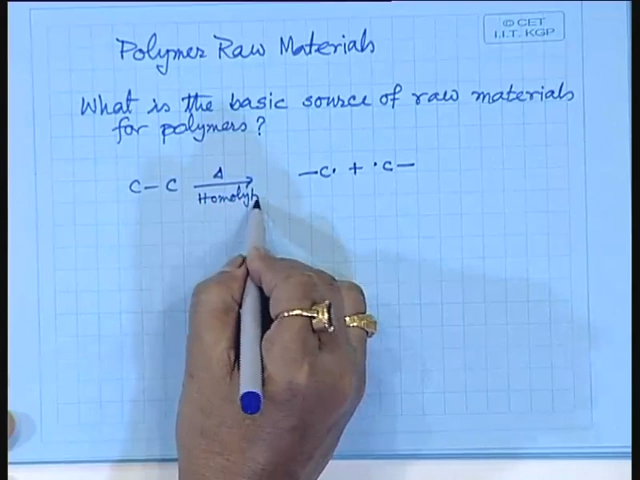 Polymer Raw Materials
© CET
I.I.T. KGP
What is the basic source of raw materials
for polymers?
C — C Δ → —C· + ·C—